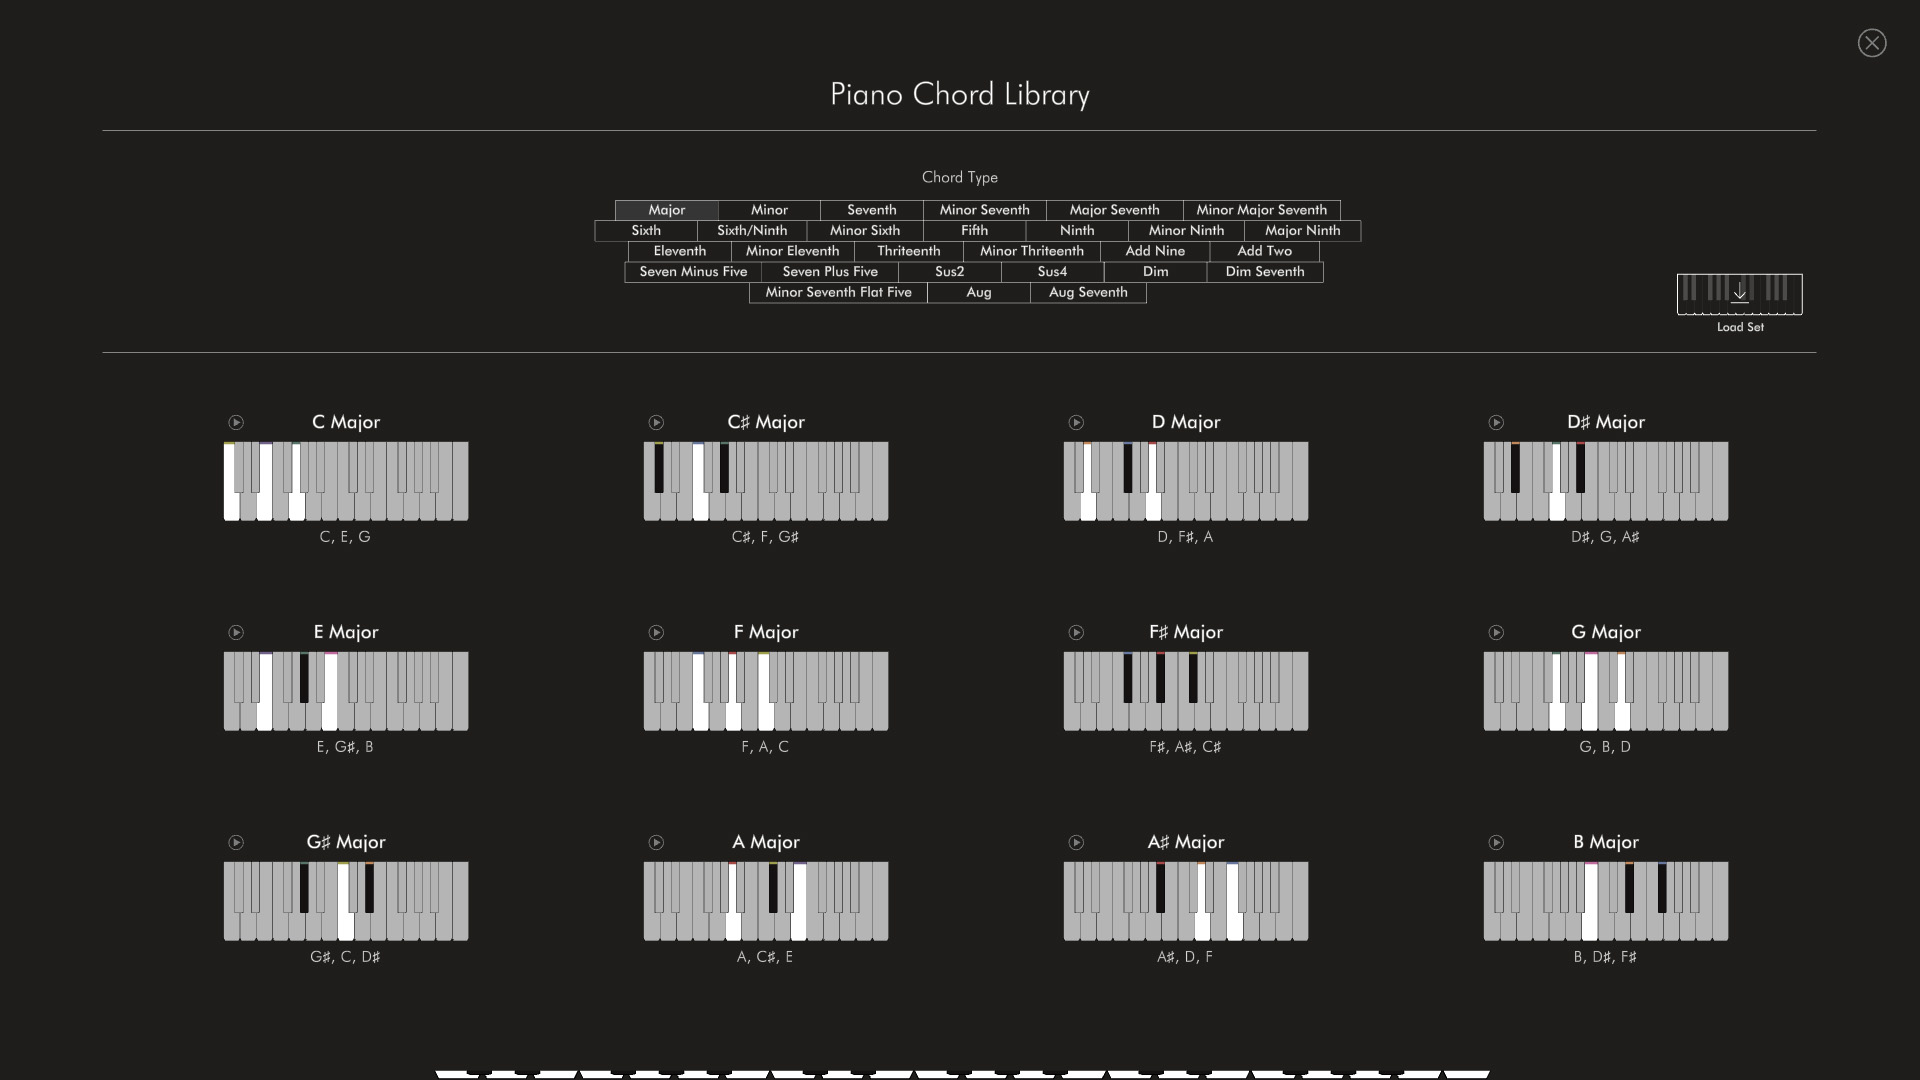 Piano Chord Library
Chord Type
Major Minor Seventh Minor Seventh Major Seventh Minor Major Seventh
Sixth Sixth/Ninth Minor Sixth Fifth Ninth Minor Ninth Major Ninth
Eleventh Minor Eleventh Thriteenth Minor Thriteenth Add Nine Add Two
Seven Minus Five Seven Plus Five Sus2 Sus4 Dim Dim Seventh
Minor Seventh Flat Five Aug Aug Seventh
Load Set
C Major C♯ Major D Major D♯ Major
C, E, G C♯, F, G♯ D, F♯, A D♯, G, A♯
E Major F Major F♯ Major G Major
E, G♯, B F, A, C F♯, A♯, C♯ G, B, D
G♯ Major A Major A♯ Major B Major
G♯, C, D♯ A, C♯, E A♯, D, F B, D♯, F♯